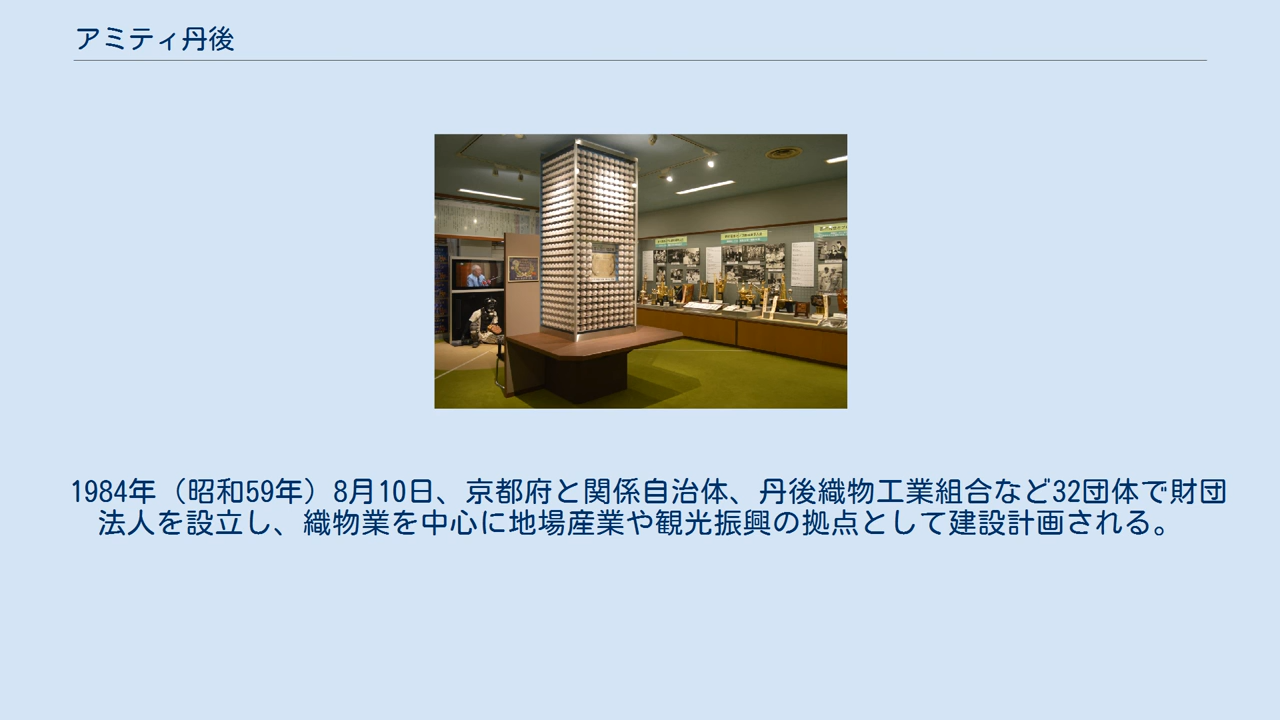 アミティ丹後
1984年（昭和59年）8月10日、京都府と関係自治体、丹後織物工業組合など32団体で財団
法人を設立し、織物業を中心に地場産業や観光振興の拠点として建設計画される。